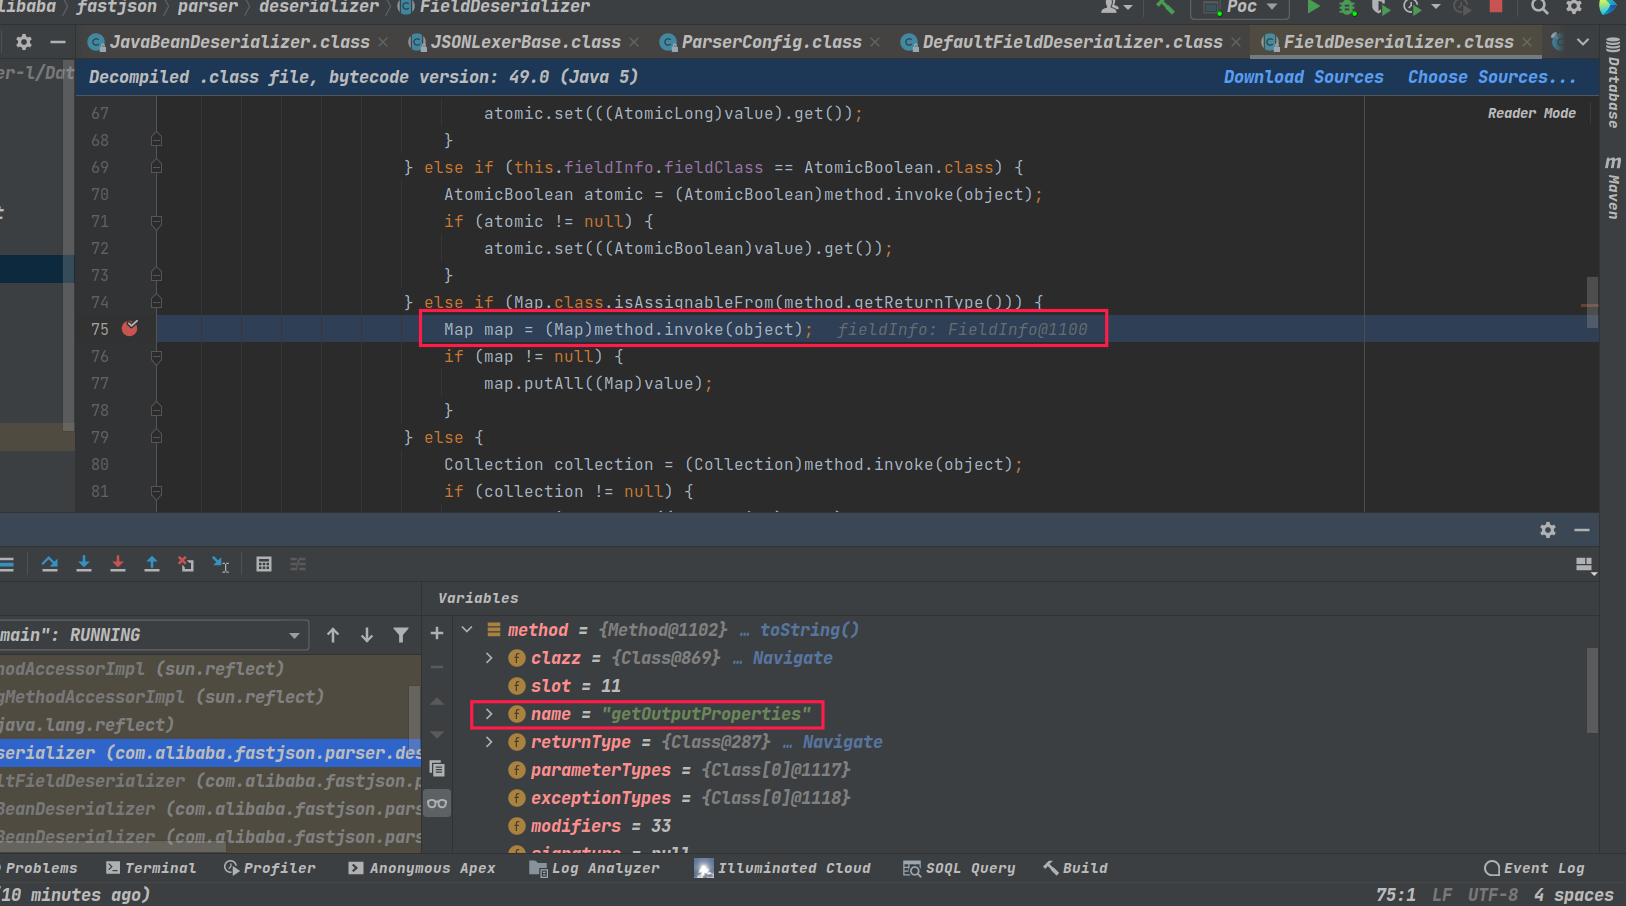 libaba › fastjson › parser › deserializer › FieldDeserializer
Poc
JavaBeanDeserializer.class
JSONLexerBase.class
ParserConfig.class
DefaultFieldDeserializer.class
FieldDeserializer.class
Decompiled .class file, bytecode version: 49.0 (Java 5)
Download Sources
Choose Sources...
Reader Mode
er-l/Dat
67 atomic.set(((AtomicLong)value).get());
68 }
69 } else if (this.fieldInfo.fieldClass == AtomicBoolean.class) {
70 AtomicBoolean atomic = (AtomicBoolean)method.invoke(object);
71 if (atomic != null) {
72 atomic.set(((AtomicBoolean)value).get());
73 }
74 } else if (Map.class.isAssignableFrom(method.getReturnType())) {
75 Map map = (Map)method.invoke(object); fieldInfo: FieldInfo@1100
76 if (map != null) {
77 map.putAll((Map)value);
78 }
79 } else {
80 Collection collection = (Collection)method.invoke(object);
81 if (collection != null) {
Database
Maven
Variables
main": RUNNING
hodAccessorImpl (sun.reflect)
gMethodAccessorImpl (sun.reflect)
java.lang.reflect)
serializer (com.alibaba.fastjson.parser.des
ltFieldDeserializer (com.alibaba.fastjson.p
BeanDeserializer (com.alibaba.fastjson.pars
BeanDeserializer (com.alibaba.fastjson.pars
method = {Method@1102} … toString()
clazz = {Class@869} … Navigate
slot = 11
name = "getOutputProperties"
returnType = {Class@287} … Navigate
parameterTypes = {Class[0]@1117}
exceptionTypes = {Class[0]@1118}
modifiers = 33
signature = null
Problems
Terminal
Profiler
Anonymous Apex
Log Analyzer
Illuminated Cloud
SOQL Query
Build
Event Log
(10 minutes ago)
75:1 LF UTF-8 4 spaces